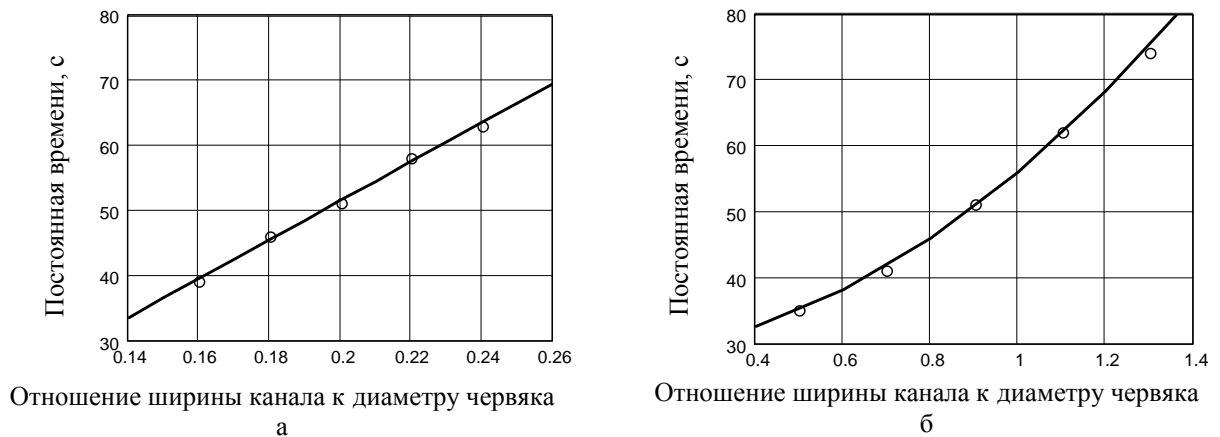 Постоянная времени, с
80
70
60
50
40
30
0.14 0.16 0.18 0.2 0.22 0.24 0.26
Отношение ширины канала к диаметру червяка
а
Постоянная времени, с
80
70
60
50
40
30
0.4 0.6 0.8 1 1.2 1.4
Отношение ширины канала к диаметру червяка
б